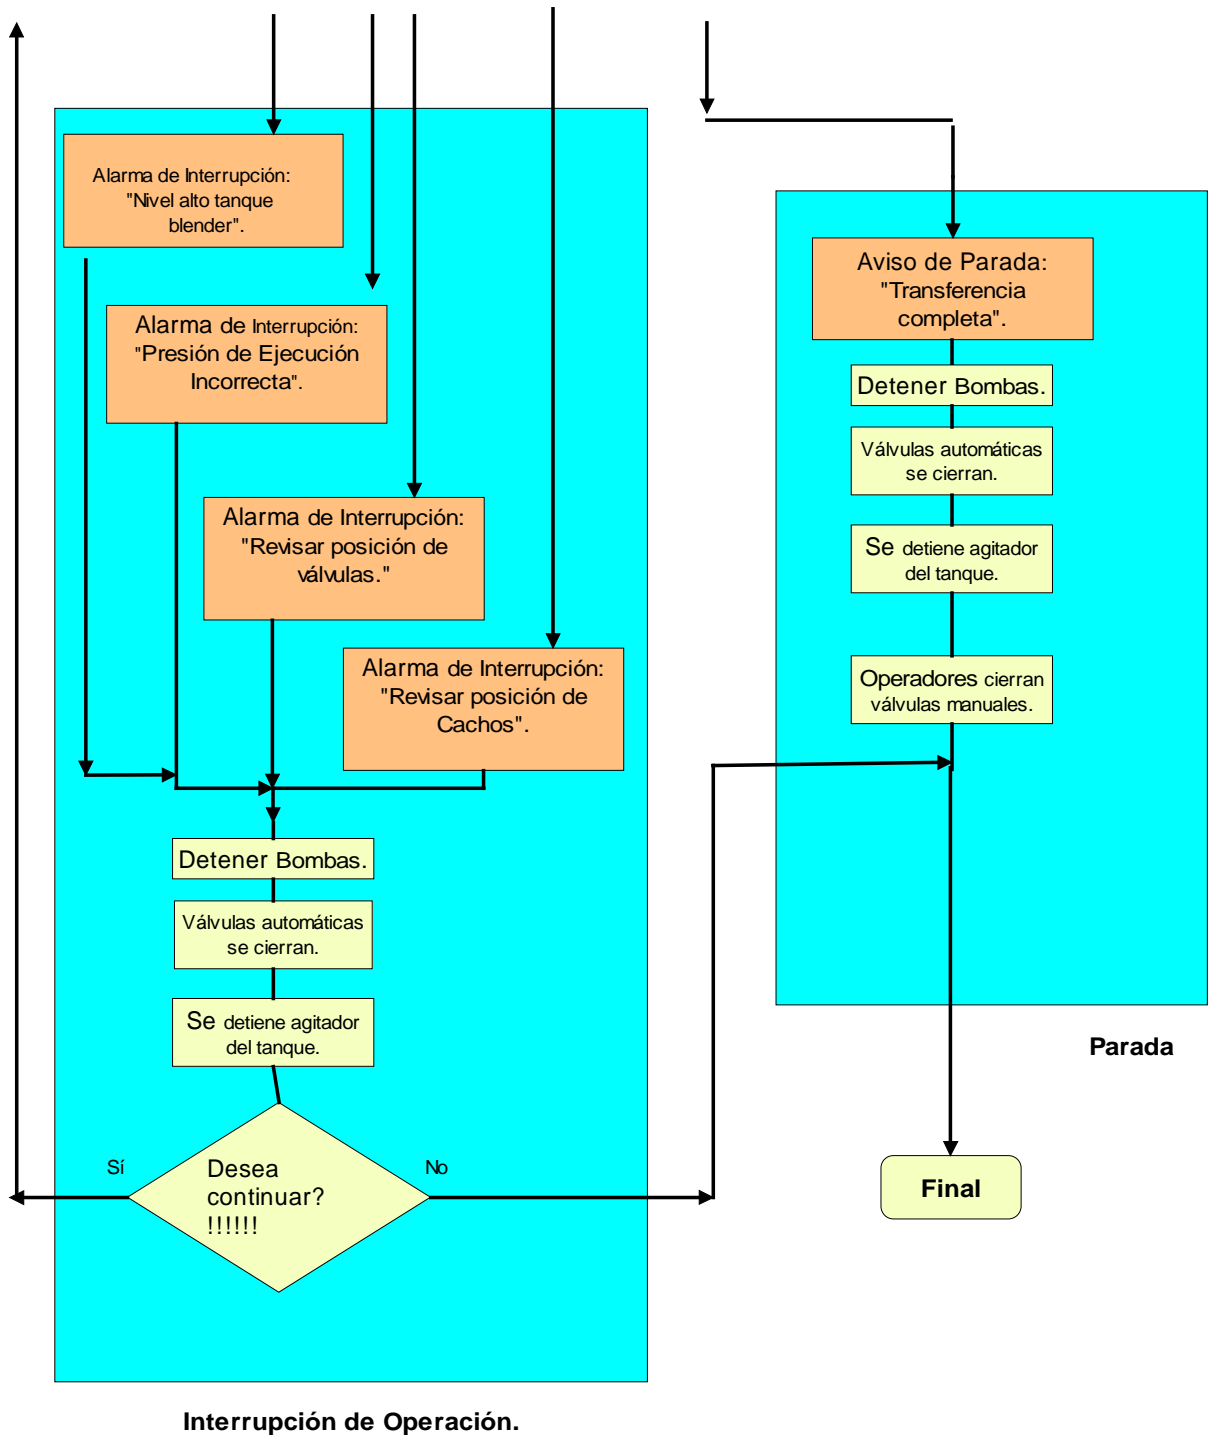 Alarma de Interrupción:
"Nivel alto tanque
blender".
Alarma de Interrupción:
"Presión de Ejecución
Incorrecta".
Alarma de Interrupción:
"Revisar posición de
válvulas."
Alarma de Interrupción:
"Revisar posición de
Cachos".
Detener Bombas.
Válvulas automáticas
se cierran.
Se detiene agitador
del tanque.
Sí
Desea
continuar?
!!!!!!
No
Interrupción de Operación.
Aviso de Parada:
"Transferencia
completa".
Detener Bombas.
Válvulas automáticas
se cierran.
Se detiene agitador
del tanque.
Operadores cierran
válvulas manuales.
Parada
Final